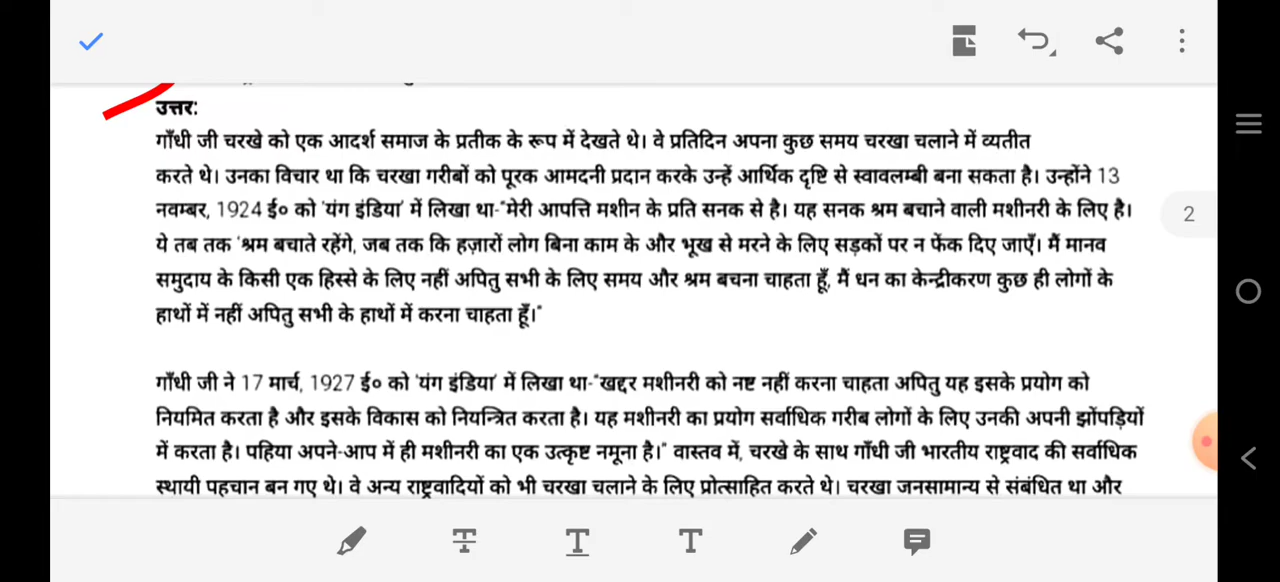 उत्तर:
गाँधी जी चरखे को एक आदर्श समाज के प्रतीक के रूप में देखते थे। वे प्रतिदिन अपना कुछ समय चरखा चलाने में व्यतीत
करते थे। उनका विचार था कि चरखा गरीबों को पूरक आमदनी प्रदान करके उन्हें आर्थिक दृष्टि से स्वावलम्बी बना सकता है। उन्होंने 13
नवम्बर, 1924 ई० को 'यंग इंडिया' में लिखा था-"मेरी आपत्ति मशीन के प्रति सनक से है। यह सनक श्रम बचाने वाली मशीनरी के लिए है।
ये तब तक 'श्रम बचाते रहेंगे, जब तक कि हज़ारों लोग बिना काम के और भूख से मरने के लिए सड़कों पर न फेंक दिए जाएँ। मैं मानव
समुदाय के किसी एक हिस्से के लिए नहीं अपितु सभी के लिए समय और श्रम बचना चाहता हूँ, मैं धन का केन्द्रीकरण कुछ ही लोगों के
हाथों में नहीं अपितु सभी के हाथों में करना चाहता हूँ।"
गाँधी जी ने 17 मार्च, 1927 ई० को 'यंग इंडिया' में लिखा था-"खद्दर मशीनरी को नष्ट नहीं करना चाहता अपितु यह इसके प्रयोग को
नियमित करता है और इसके विकास को नियन्त्रित करता है। यह मशीनरी का प्रयोग सर्वाधिक गरीब लोगों के लिए उनकी अपनी झोंपड़ियों
में करता है। पहिया अपने-आप में ही मशीनरी का एक उत्कृष्ट नमूना है।" वास्तव में, चरखे के साथ गाँधी जी भारतीय राष्ट्रवाद की सर्वाधिक
स्थायी पहचान बन गए थे। वे अन्य राष्ट्रवादियों को भी चरखा चलाने के लिए प्रोत्साहित करते थे। चरखा जनसामान्य से संबंधित था और
2